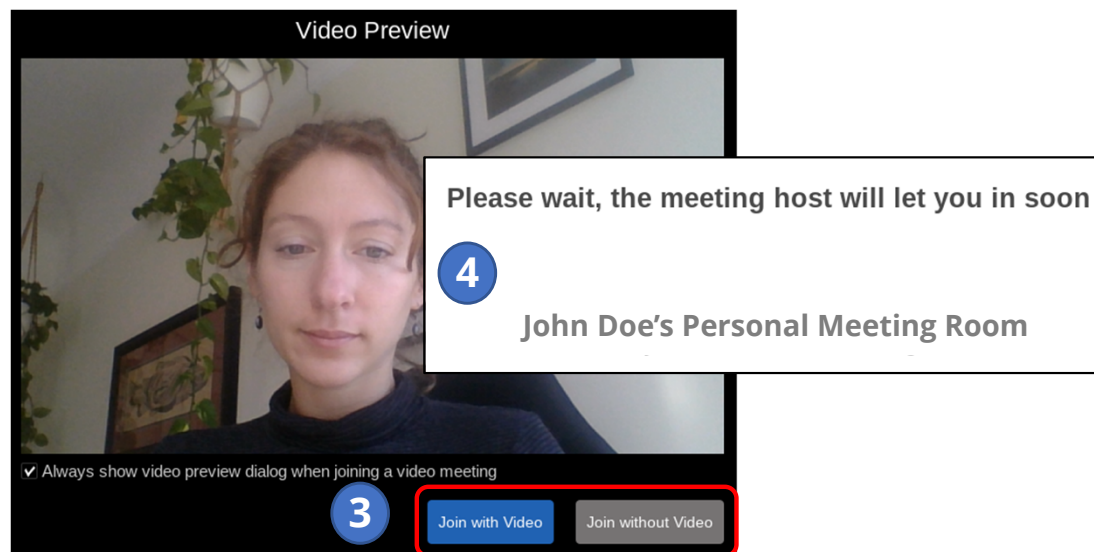 Video Preview
Please wait, the meeting host will let you in soon
4
John Doe’s Personal Meeting Room
Always show video preview dialog when joining a video meeting
3
Join with Video
Join without Video